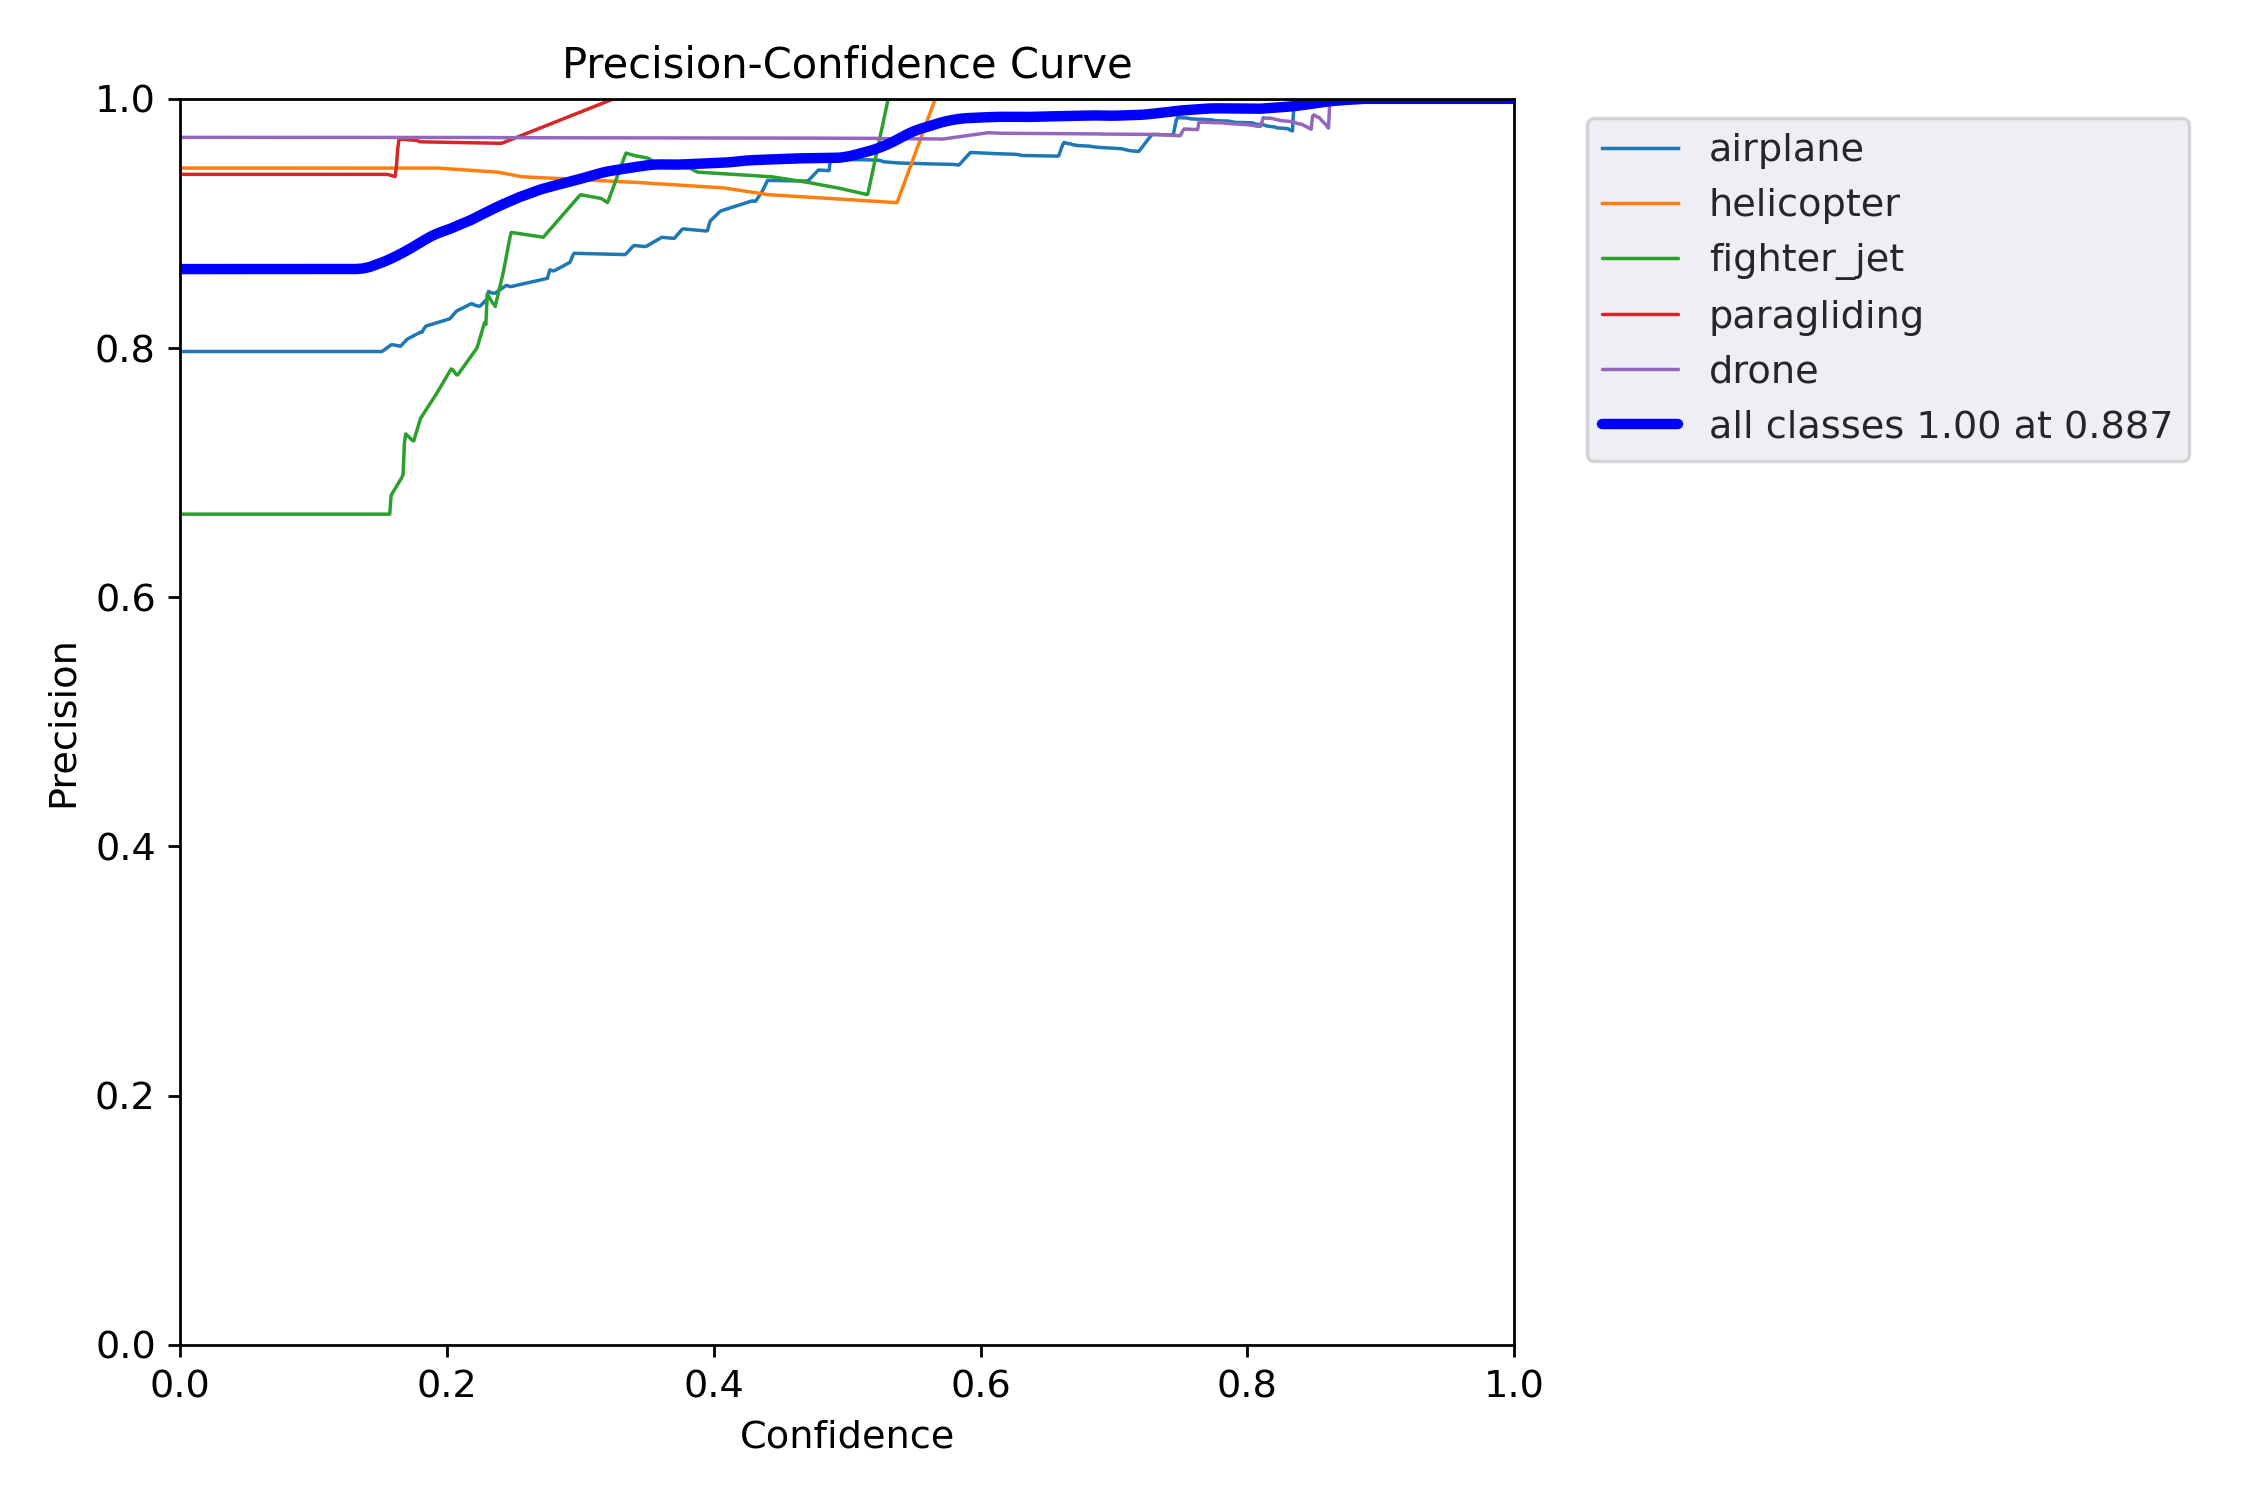 Precision-Confidence Curve
1.0
0.8
0.6
0.4
0.2
0.0
Precision
0.0 0.2 0.4 0.6 0.8 1.0
Confidence
airplane
helicopter
fighter_jet
paragliding
drone
all classes 1.00 at 0.887